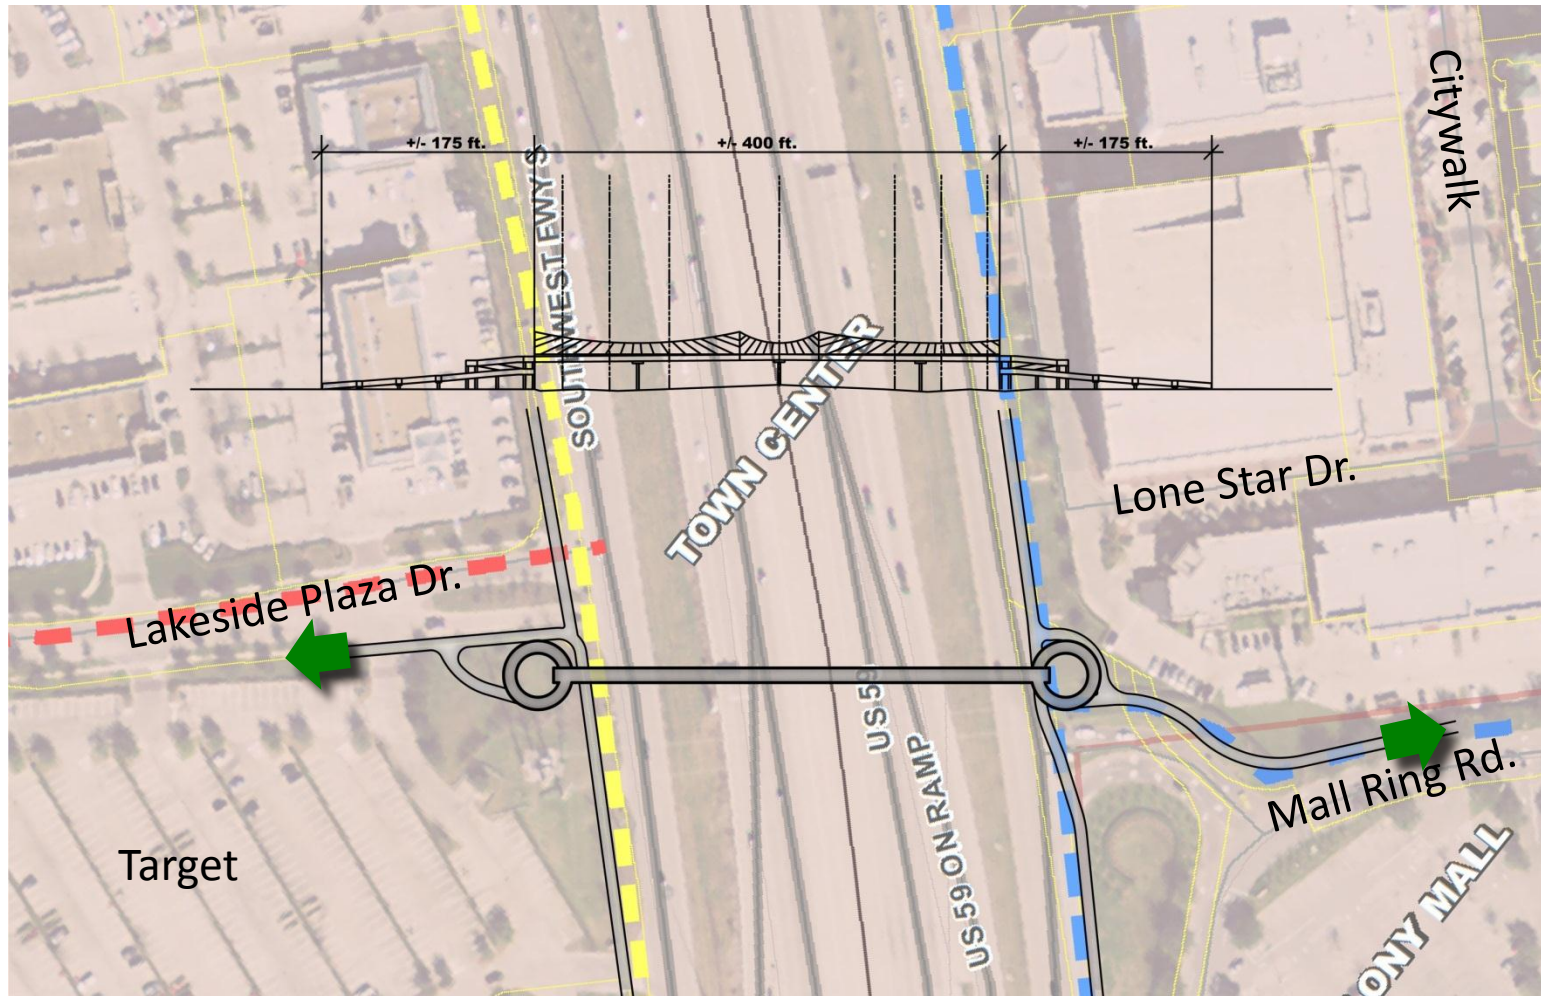 Citywalk
+/- 175 ft.
+/- 400 ft.
+/- 175 ft.
SOUTHWEST FWY S
TOWN CENTER
Lone Star Dr.
Lakeside Plaza Dr.
US 59
US 59 ON RAMP
Mall Ring Rd.
Target
ONY MALL